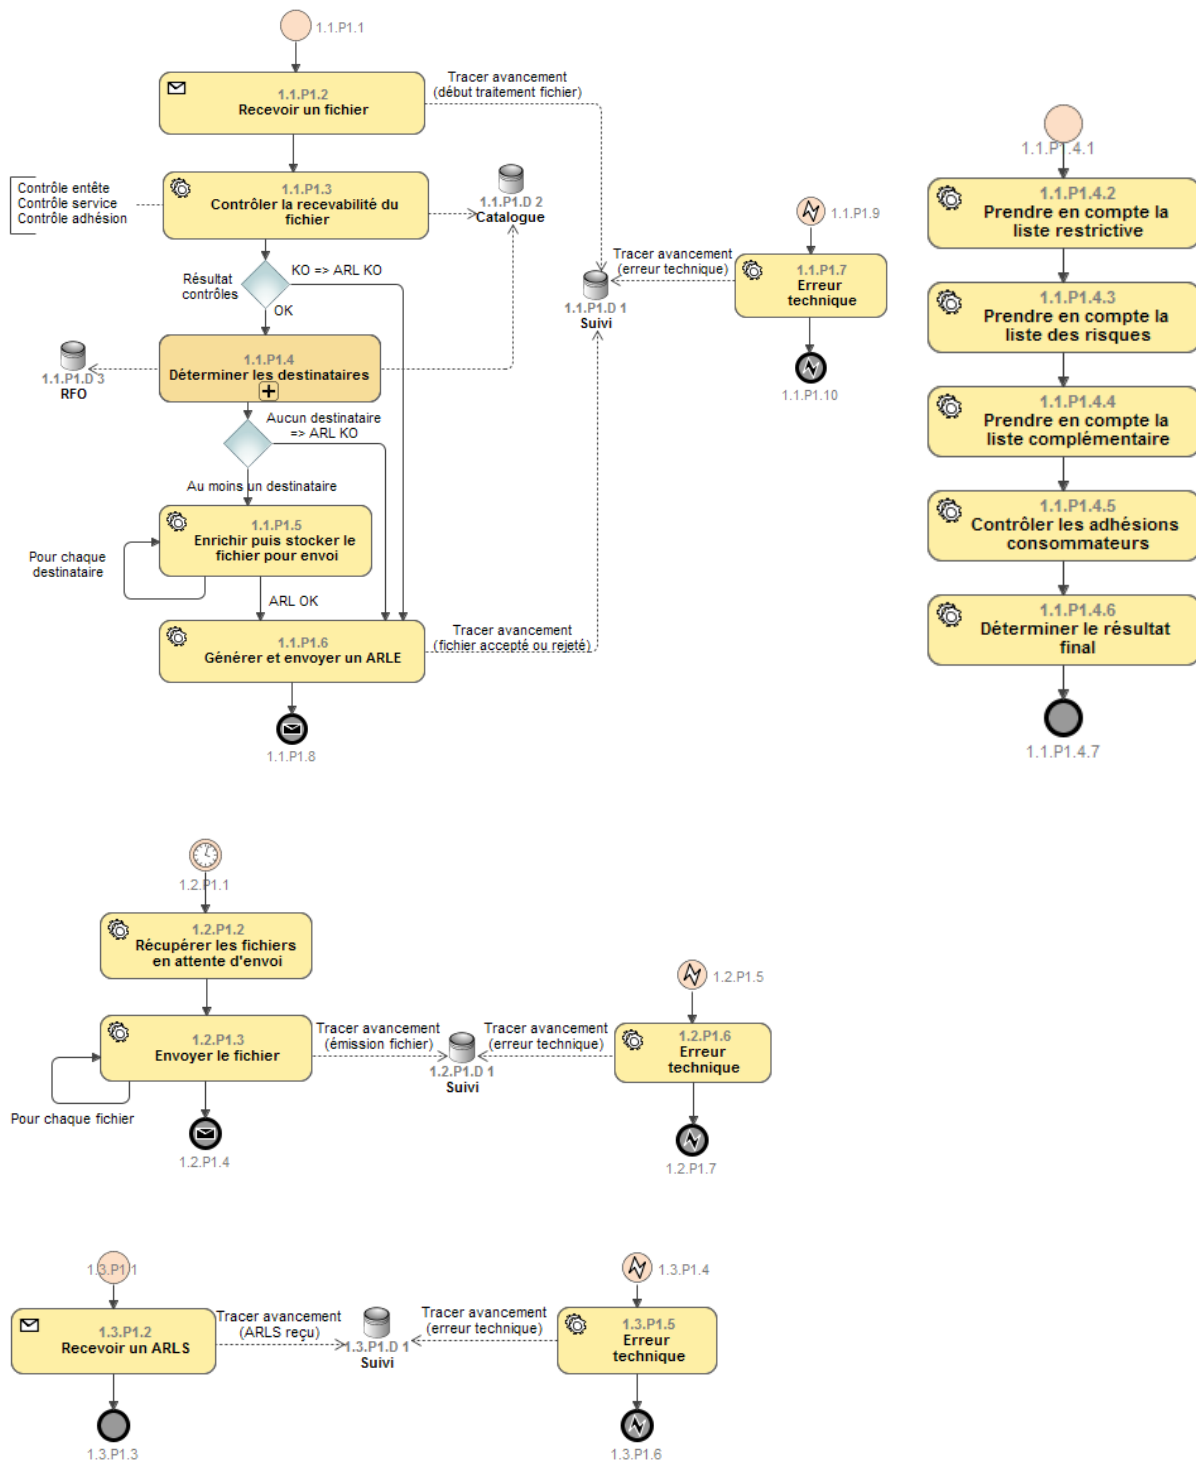 1.1.P1.1
1.1.P1.2
Recevoir un fichier
Tracer avancement
(début traitement fichier)
Contrôle entête
Contrôle service
Contrôle adhésion
1.1.P1.3
Contrôler la recevabilité du
fichier
1.1.P1.D 2
Catalogue
Résultat
contrôles
KO => ARL KO
OK
1.1.P1.4
Déterminer les destinataires
1.1.P1.D 3
RFO
Aucun destinataire
=> ARL KO
Au moins un destinataire
1.1.P1.5
Enrichir puis stocker le
fichier pour envoi
Pour chaque
destinataire
ARL OK
1.1.P1.6
Générer et envoyer un ARLE
Tracer avancement
(fichier accepté ou rejeté)
1.1.P1.8
1.1.P1.D 1
Suivi
Tracer avancement
(erreur technique)
1.1.P1.9
1.1.P1.7
Erreur
technique
1.1.P1.10
1.1.P1.4.1
1.1.P1.4.2
Prendre en compte la
liste restrictive
1.1.P1.4.3
Prendre en compte la
liste des risques
1.1.P1.4.4
Prendre en compte la
liste complémentaire
1.1.P1.4.5
Contrôler les adhésions
consommateurs
1.1.P1.4.6
Déterminer le résultat
final
1.1.P1.4.7
1.2.P1.1
1.2.P1.2
Récupérer les fichiers
en attente d'envoi
1.2.P1.3
Envoyer le fichier
Pour chaque fichier
1.2.P1.4
Tracer avancement
(émission fichier)
1.2.P1.D 1
Suivi
Tracer avancement
(erreur technique)
1.2.P1.5
1.2.P1.6
Erreur
technique
1.2.P1.7
1.3.P1.1
1.3.P1.2
Recevoir un ARLS
1.3.P1.3
Tracer avancement
(ARLS reçu)
1.3.P1.D 1
Suivi
Tracer avancement
(erreur technique)
1.3.P1.4
1.3.P1.5
Erreur
technique
1.3.P1.6